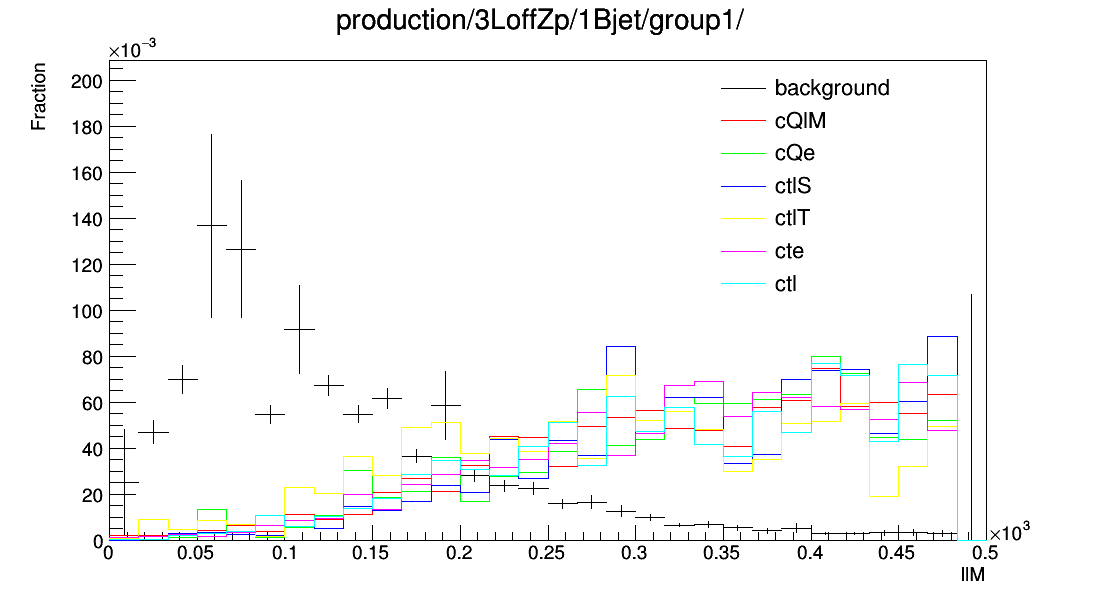 production/3LoffZp/1Bjet/group1/
×10⁻³
Fraction
200
180
160
140
120
100
80
60
40
20
0
background
cQlM
cQe
ctlS
ctlT
cte
ctl
0 0.05 0.1 0.15 0.2 0.25 0.3 0.35 0.4 0.45 0.5
×10³
llM